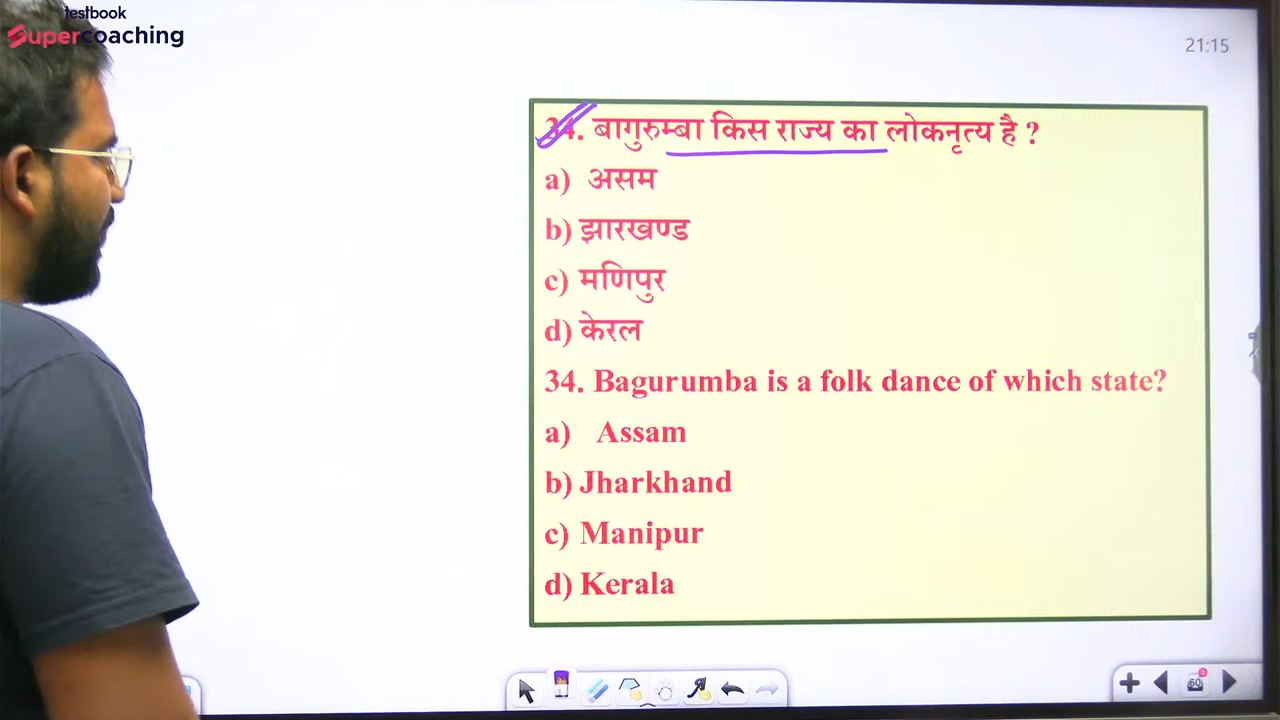 testbook
Supercoaching
21:15
34. बागुरुम्बा किस राज्य का लोकनृत्य है ?
a) असम
b) झारखण्ड
c) मणिपुर
d) केरल
34. Bagurumba is a folk dance of which state?
a) Assam
b) Jharkhand
c) Manipur
d) Kerala
60